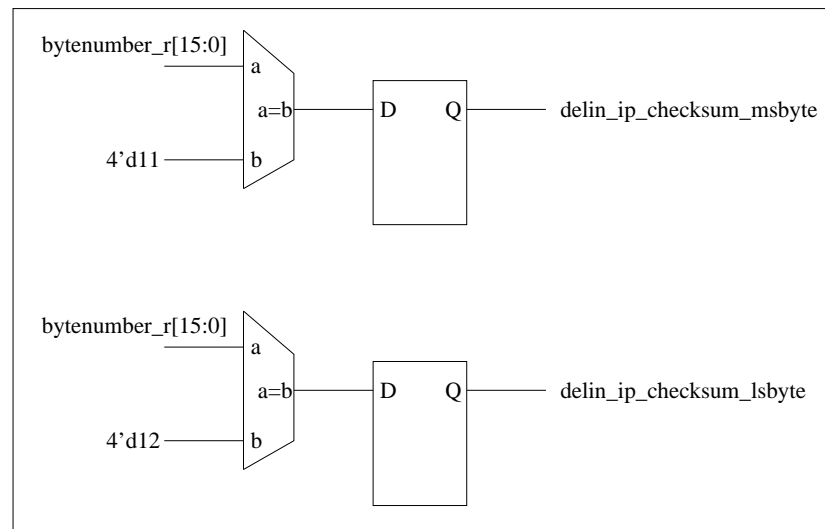 bytenumber_r[15:0]
a
a=b
D
Q
delin_ip_checksum_msbyte
4’d11
b
bytenumber_r[15:0]
a
a=b
D
Q
delin_ip_checksum_lsbyte
4’d12
b